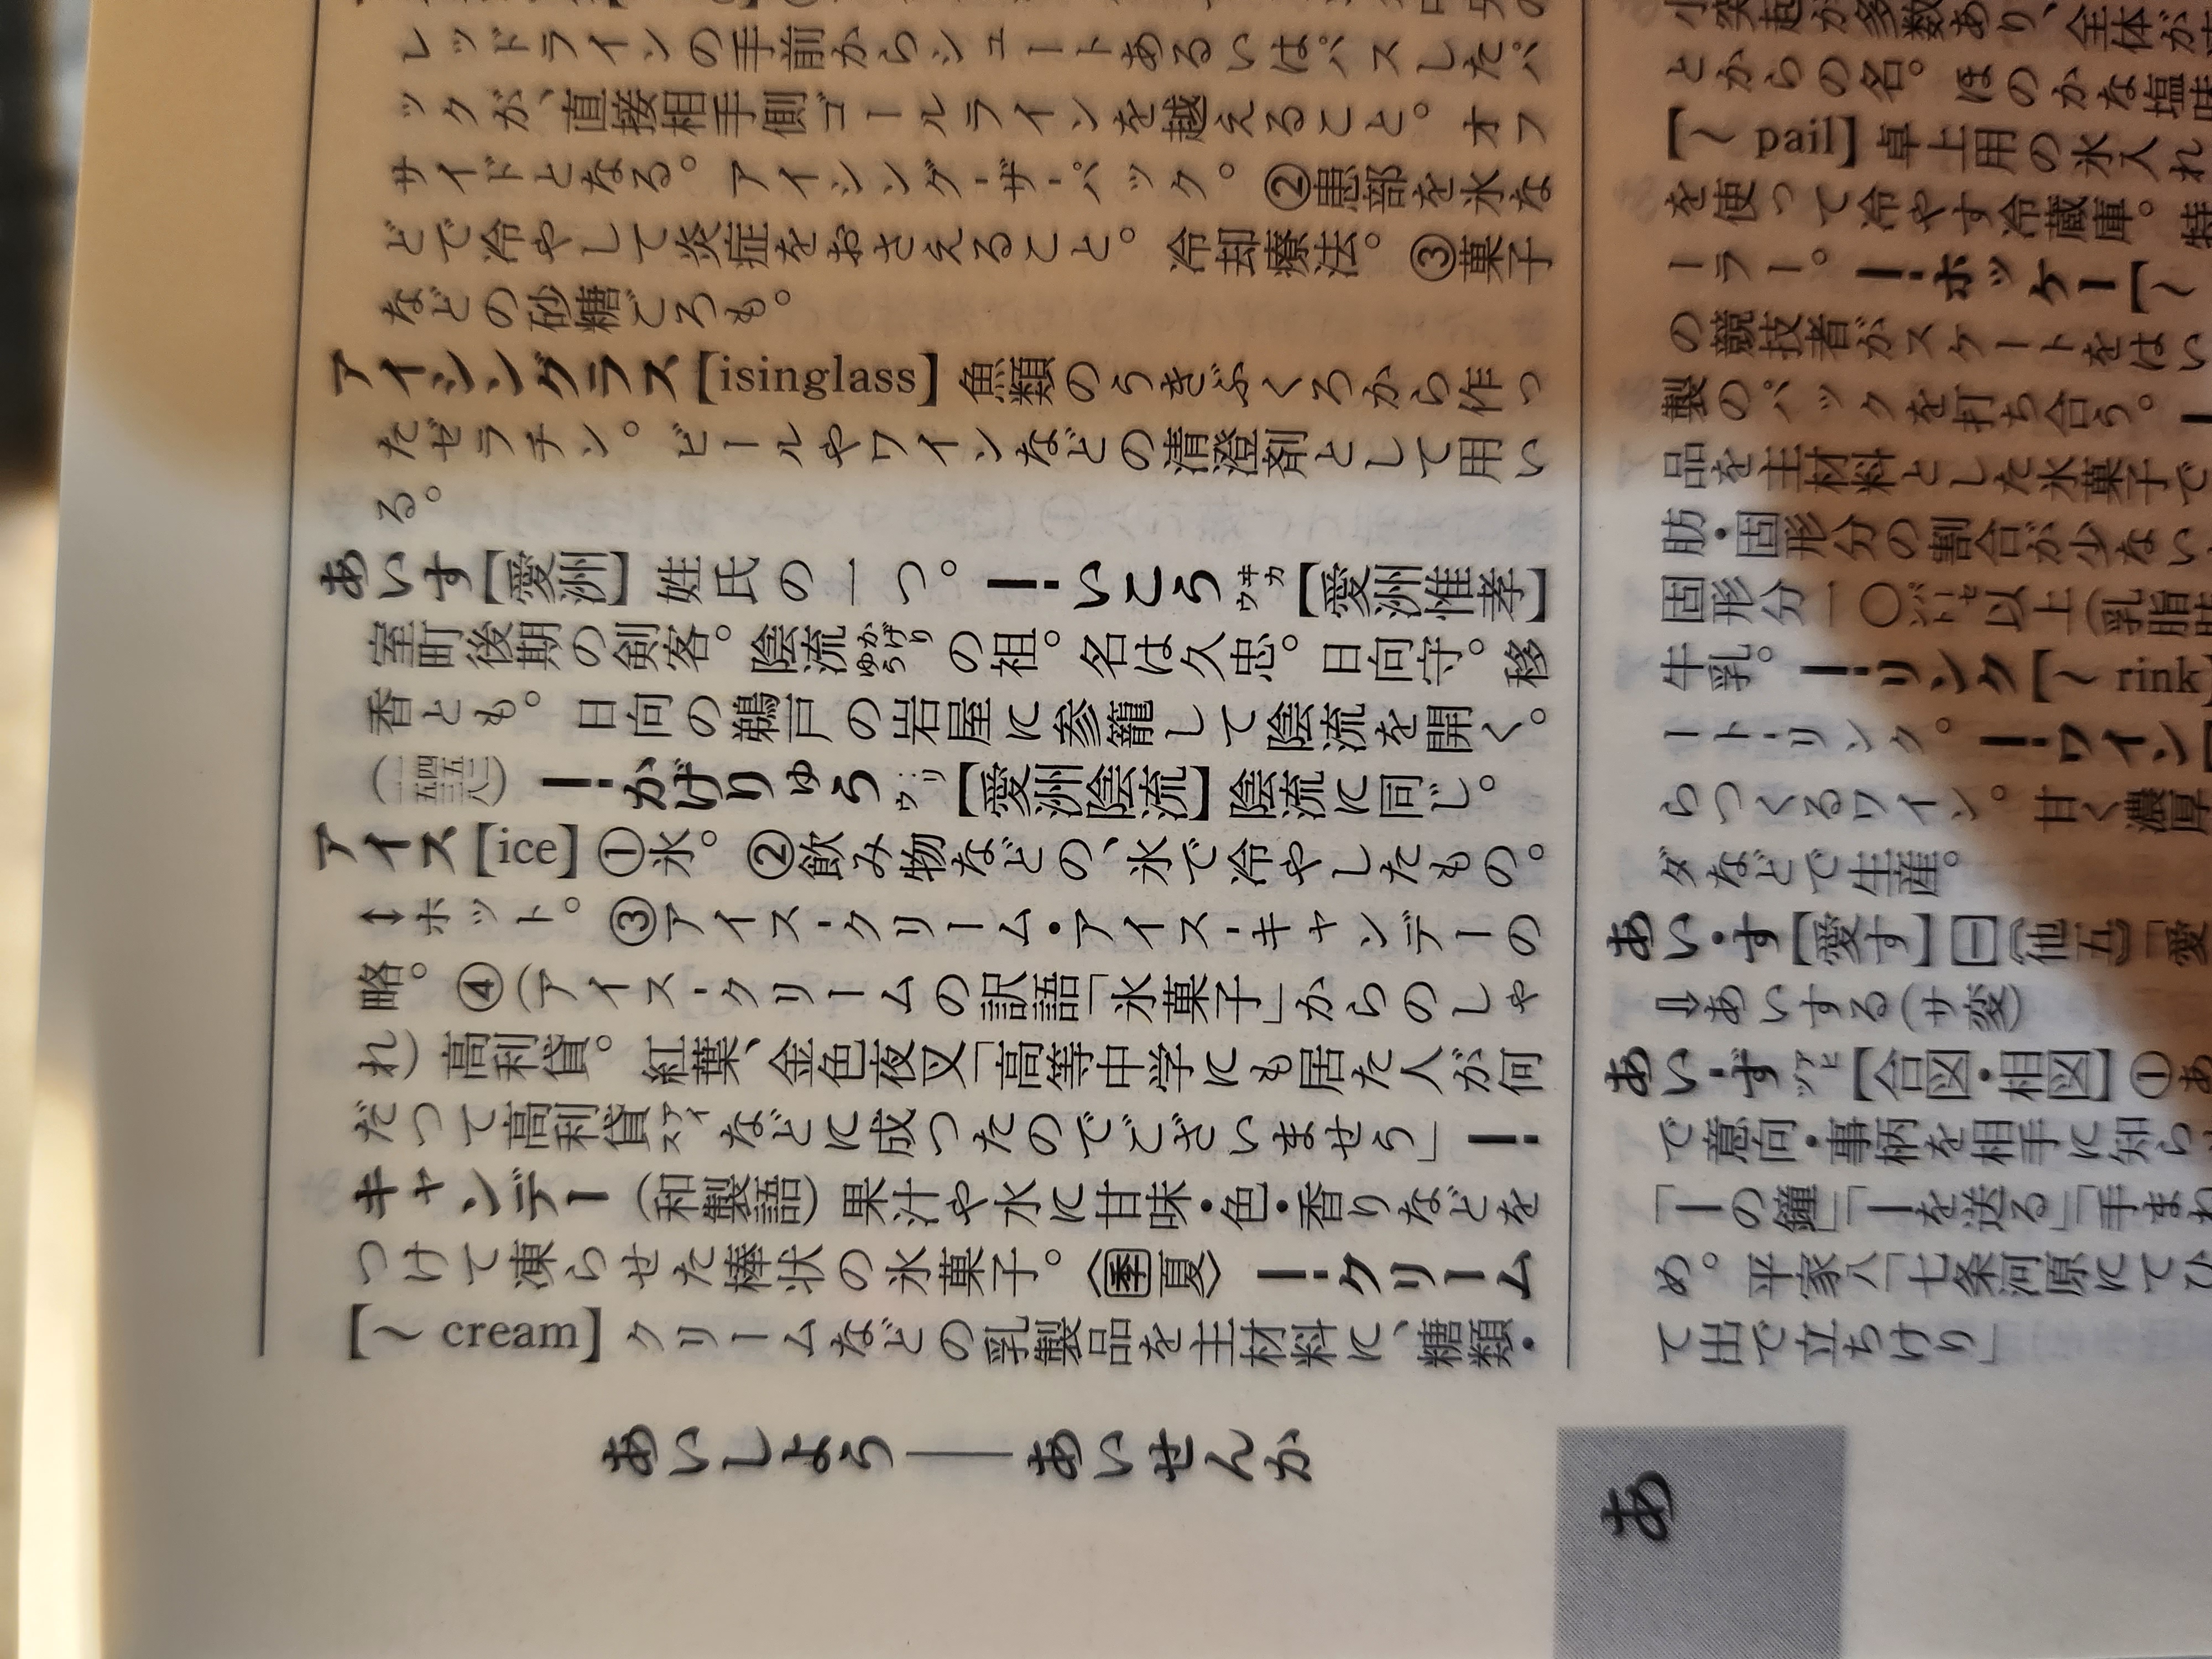 レッドラインの手前からシュートあるいはパスしたパ
ックが、直接相手側ゴールラインを越えること。オフ
サイドとなる。アイシング-ザ-パック。②患部を氷な
どで冷やして炎症をおさえること。冷却療法。③菓子
などの砂糖ごろも。
アイシングラス【isinglass】魚類のうきぶくろから作っ
たゼラチン。ビールやワインなどの清澄剤として用い
る。
あいす【愛洲】姓氏の一つ。―-いこうヰカウ【愛洲惟孝】
室町後期の剣客。陰流かげりゅうの祖。名は久忠。日向守。移
香とも。日向の鵜戸の岩屋に参籠して陰流を開く。
(一四五二一五三八) ―-かげりゅう‥リウ【愛洲陰流】陰流に同じ。
アイス【ice】①氷。②飲み物などの、氷で冷やしたもの。
↔ホット。③アイス-クリーム・アイス-キャンデーの
略。④(アイス-クリームの訳語「氷菓子」からのしゃ
れ)高利貸。紅葉、金色夜叉「高等中学にも居た人が何
だつて高利貸アイスなどに成つたのでございませう」―-
キャンデー(和製語)果汁や水に甘味・色・香りなどを
つけて凍らせた棒状の氷菓子。〈季夏〉―-クリーム
【～cream】クリームなどの乳製品を主材料に、糖類・
小突起が多数あり、全体が
とからの名。ほのかな塩味
【～pail】卓上用の氷入れ
を使って冷やす冷蔵庫。特
ーラー。―-ホッケー【～
の競技者がスケートをはい
製のパックを打ち合う。―
品を主材料とした氷菓子で
肪・固形分の割合が少ない
固形分一〇パーセント以上(乳脂肪
牛乳。―-リンク【～rink】
ート-リンク。―-ワイン【
らつくるワイン。甘く濃厚
ダなどで生産。
あい・す【愛す】㊀《他五》「愛
⇓あいする(サ変)
あい-ずアヒヅ【合図・相図】①あ
で意向・事柄を相手に知ら
「―の鐘」「―を送る」「手まね
め。平家八「七条河原にてひ
て出で立ちけり」
あいしよう――あいせんか
あ